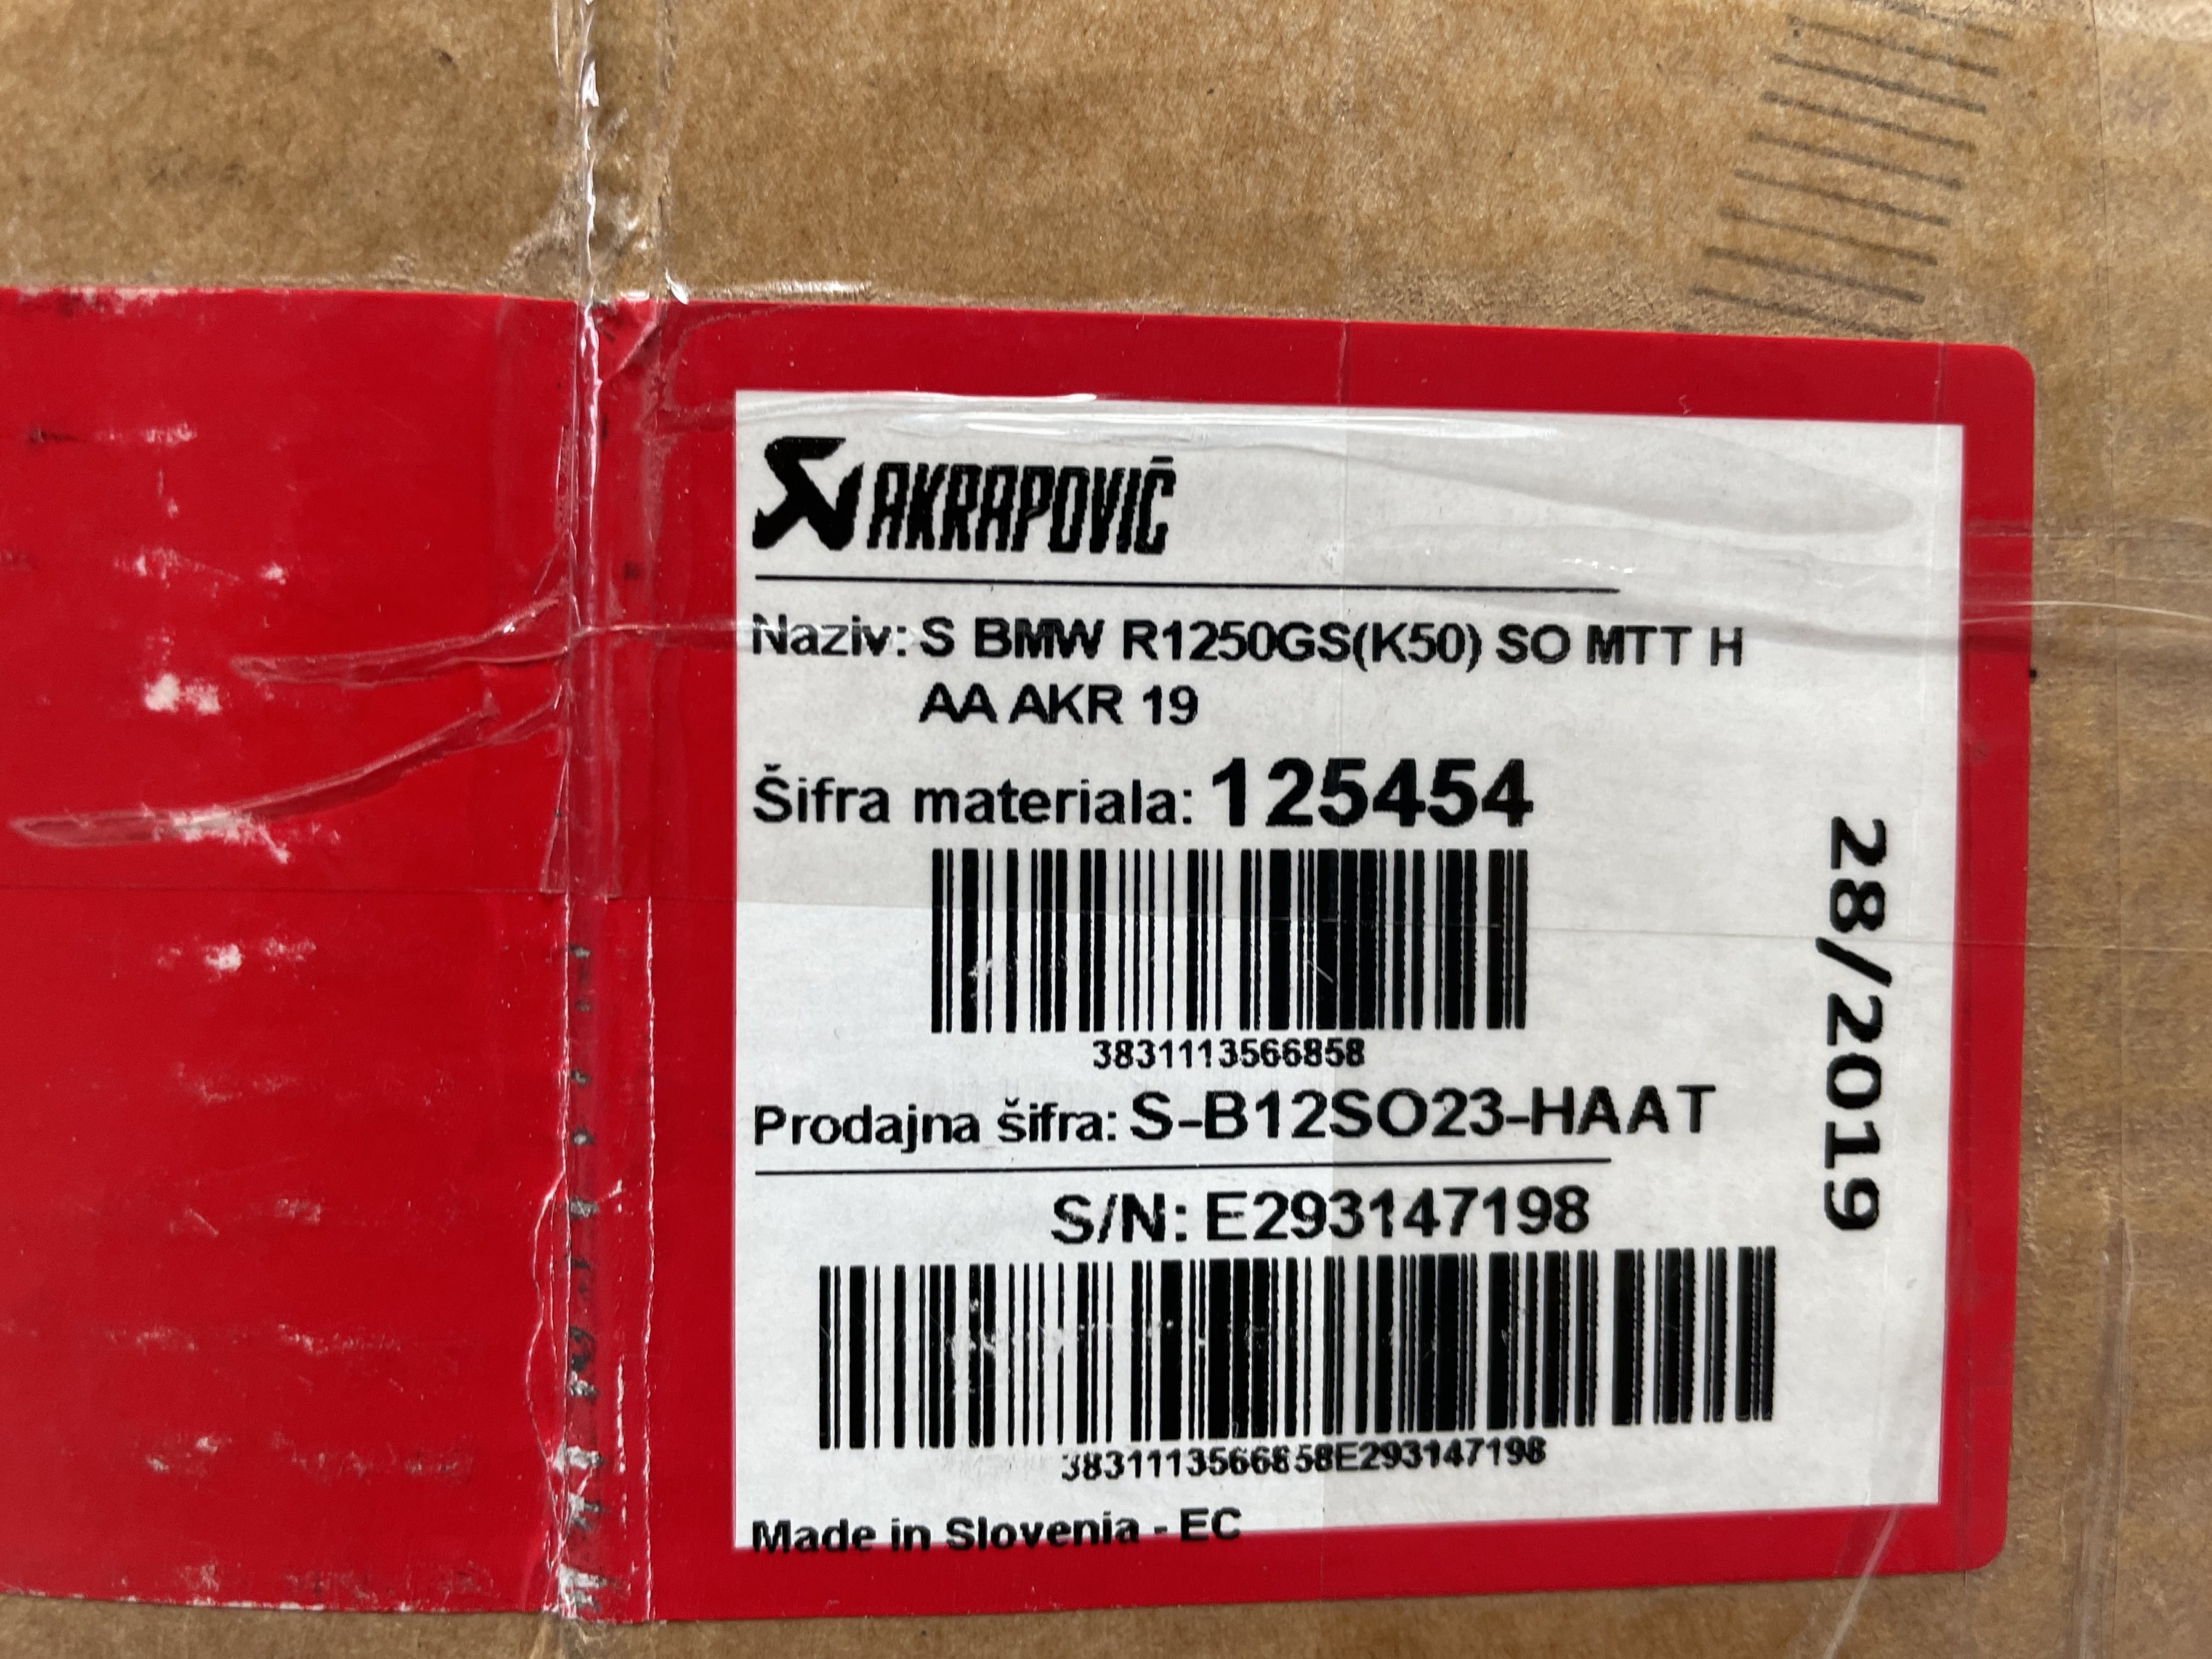 AKRAPOVIČ
Naziv: S BMW R1250GS(K50) SO MTT H
AA AKR 19
Šifra materiala: 125454
3831113566858
Prodajna šifra: S-B12SO23-HAAT
S/N: E293147198
3831113566858E293147198
Made in Slovenia - EC
28/2019